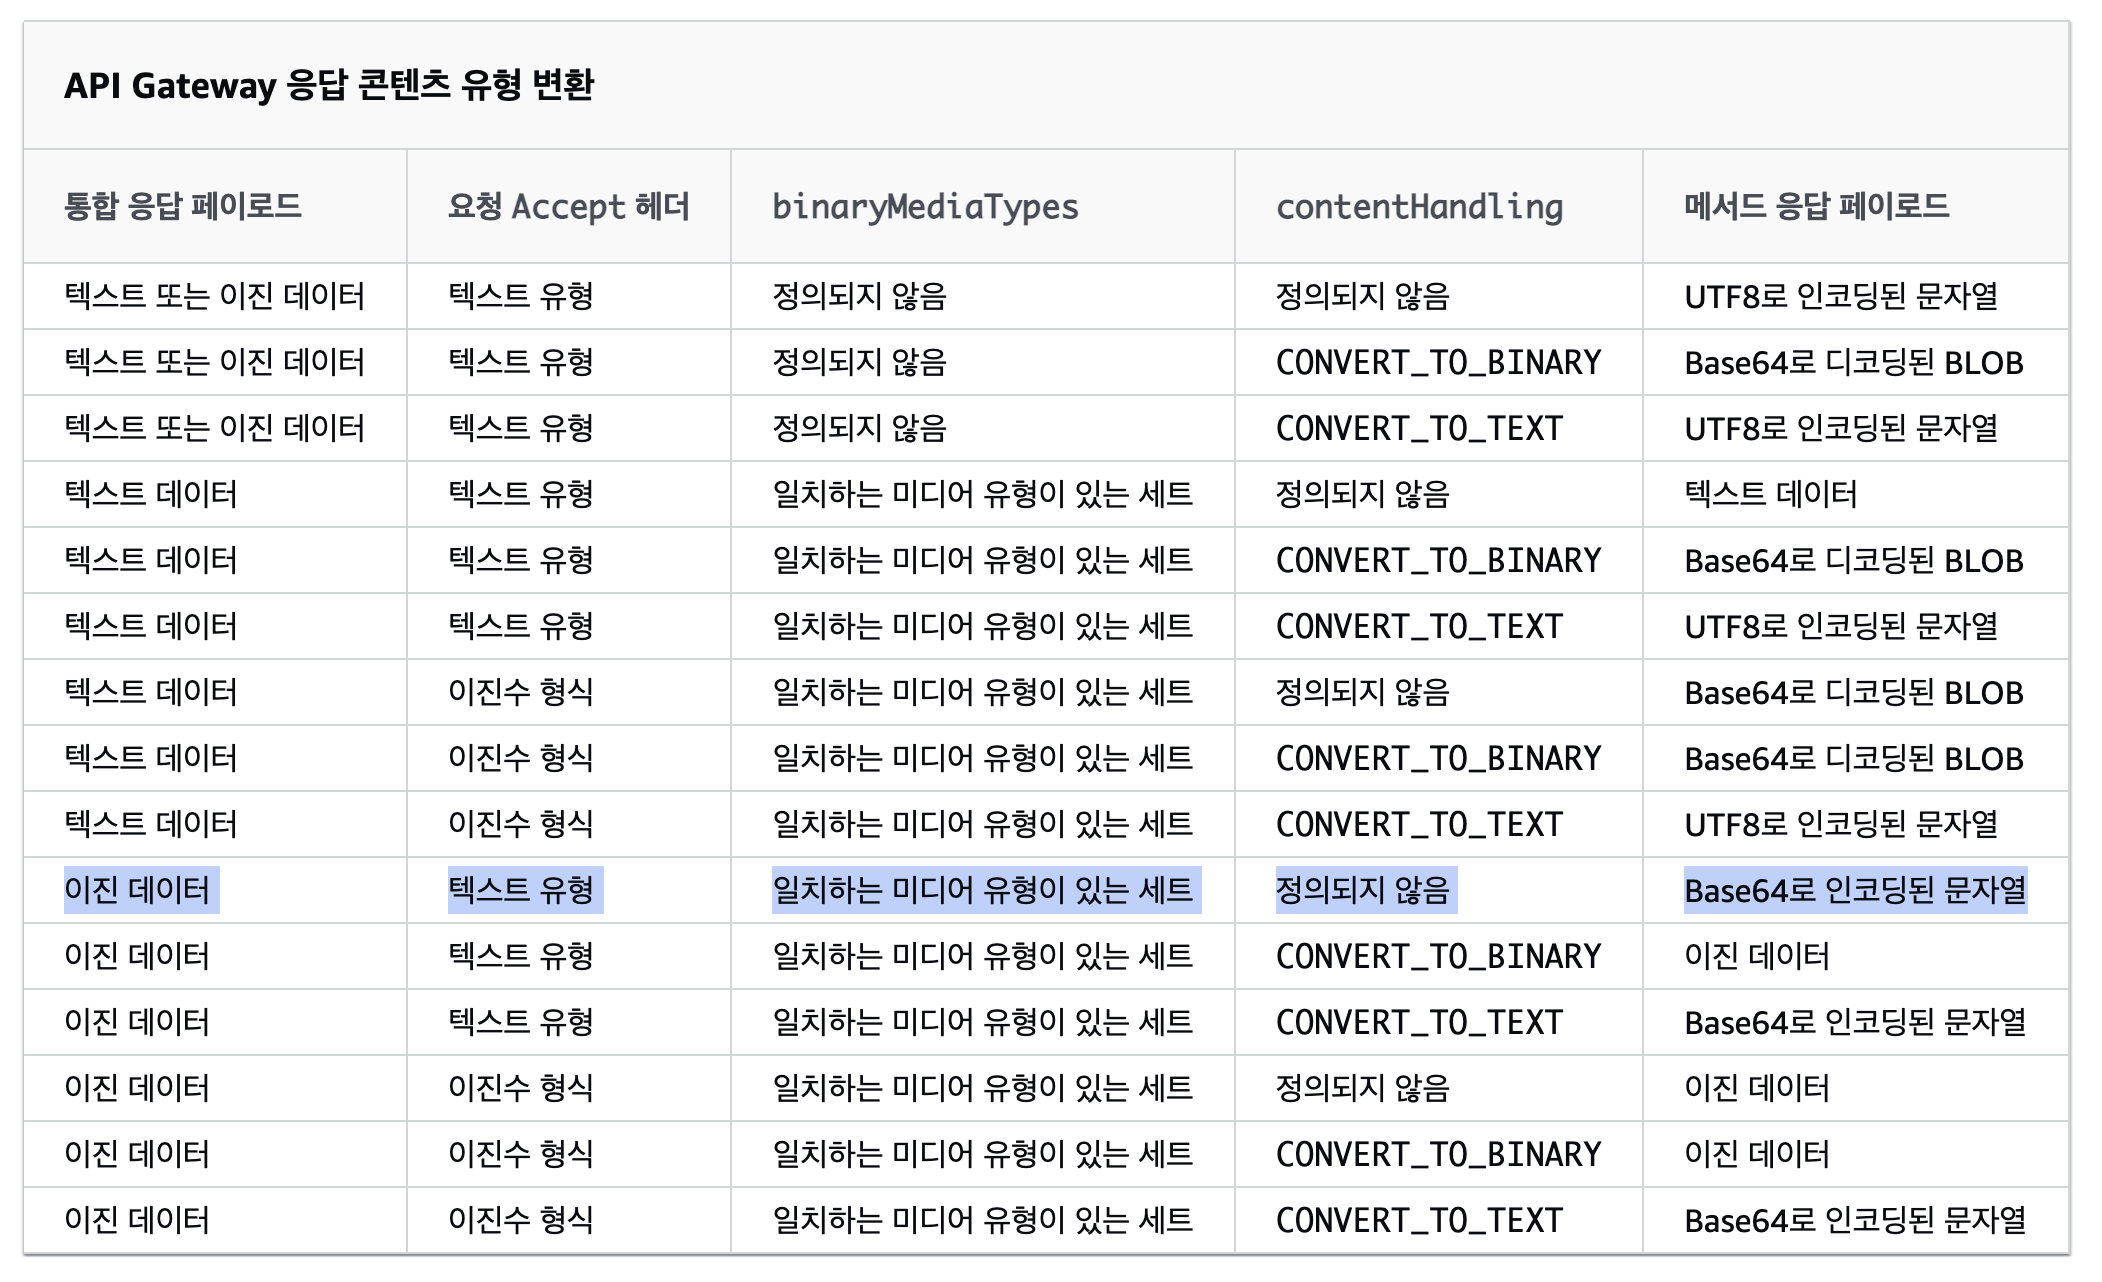 API Gateway 응답 콘텐츠 유형 변환
통합 응답 페이로드 요청 Accept 헤더 binaryMediaTypes contentHandling 메서드 응답 페이로드
텍스트 또는 이진 데이터 텍스트 유형 정의되지 않음 정의되지 않음 UTF8로 인코딩된 문자열
텍스트 또는 이진 데이터 텍스트 유형 정의되지 않음 CONVERT_TO_BINARY Base64로 디코딩된 BLOB
텍스트 또는 이진 데이터 텍스트 유형 정의되지 않음 CONVERT_TO_TEXT UTF8로 인코딩된 문자열
텍스트 데이터 텍스트 유형 일치하는 미디어 유형이 있는 세트 정의되지 않음 텍스트 데이터
텍스트 데이터 텍스트 유형 일치하는 미디어 유형이 있는 세트 CONVERT_TO_BINARY Base64로 디코딩된 BLOB
텍스트 데이터 텍스트 유형 일치하는 미디어 유형이 있는 세트 CONVERT_TO_TEXT UTF8로 인코딩된 문자열
텍스트 데이터 이진수 형식 일치하는 미디어 유형이 있는 세트 정의되지 않음 Base64로 디코딩된 BLOB
텍스트 데이터 이진수 형식 일치하는 미디어 유형이 있는 세트 CONVERT_TO_BINARY Base64로 디코딩된 BLOB
텍스트 데이터 이진수 형식 일치하는 미디어 유형이 있는 세트 CONVERT_TO_TEXT UTF8로 인코딩된 문자열
이진 데이터 텍스트 유형 일치하는 미디어 유형이 있는 세트 정의되지 않음 Base64로 인코딩된 문자열
이진 데이터 텍스트 유형 일치하는 미디어 유형이 있는 세트 CONVERT_TO_BINARY 이진 데이터
이진 데이터 텍스트 유형 일치하는 미디어 유형이 있는 세트 CONVERT_TO_TEXT Base64로 인코딩된 문자열
이진 데이터 이진수 형식 일치하는 미디어 유형이 있는 세트 정의되지 않음 이진 데이터
이진 데이터 이진수 형식 일치하는 미디어 유형이 있는 세트 CONVERT_TO_BINARY 이진 데이터
이진 데이터 이진수 형식 일치하는 미디어 유형이 있는 세트 CONVERT_TO_TEXT Base64로 인코딩된 문자열